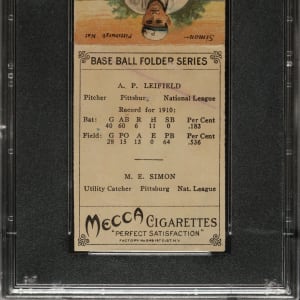 Simon— Pittsburgh Nat
BASE BALL FOLDER SERIES
A. P. LEIFIELD
Pitcher Pittsburg National League
Record for 1910:
Bat: G AB R H SB Per Cent
40 60 6 11 0 .183
Field: G PO A E PB Per Cent
28 15 13 0 64 .536
M. E. SIMON
Utility Catcher Pittsburg Nat. League
MECCA CIGARETTES
"PERFECT SATISFACTION"